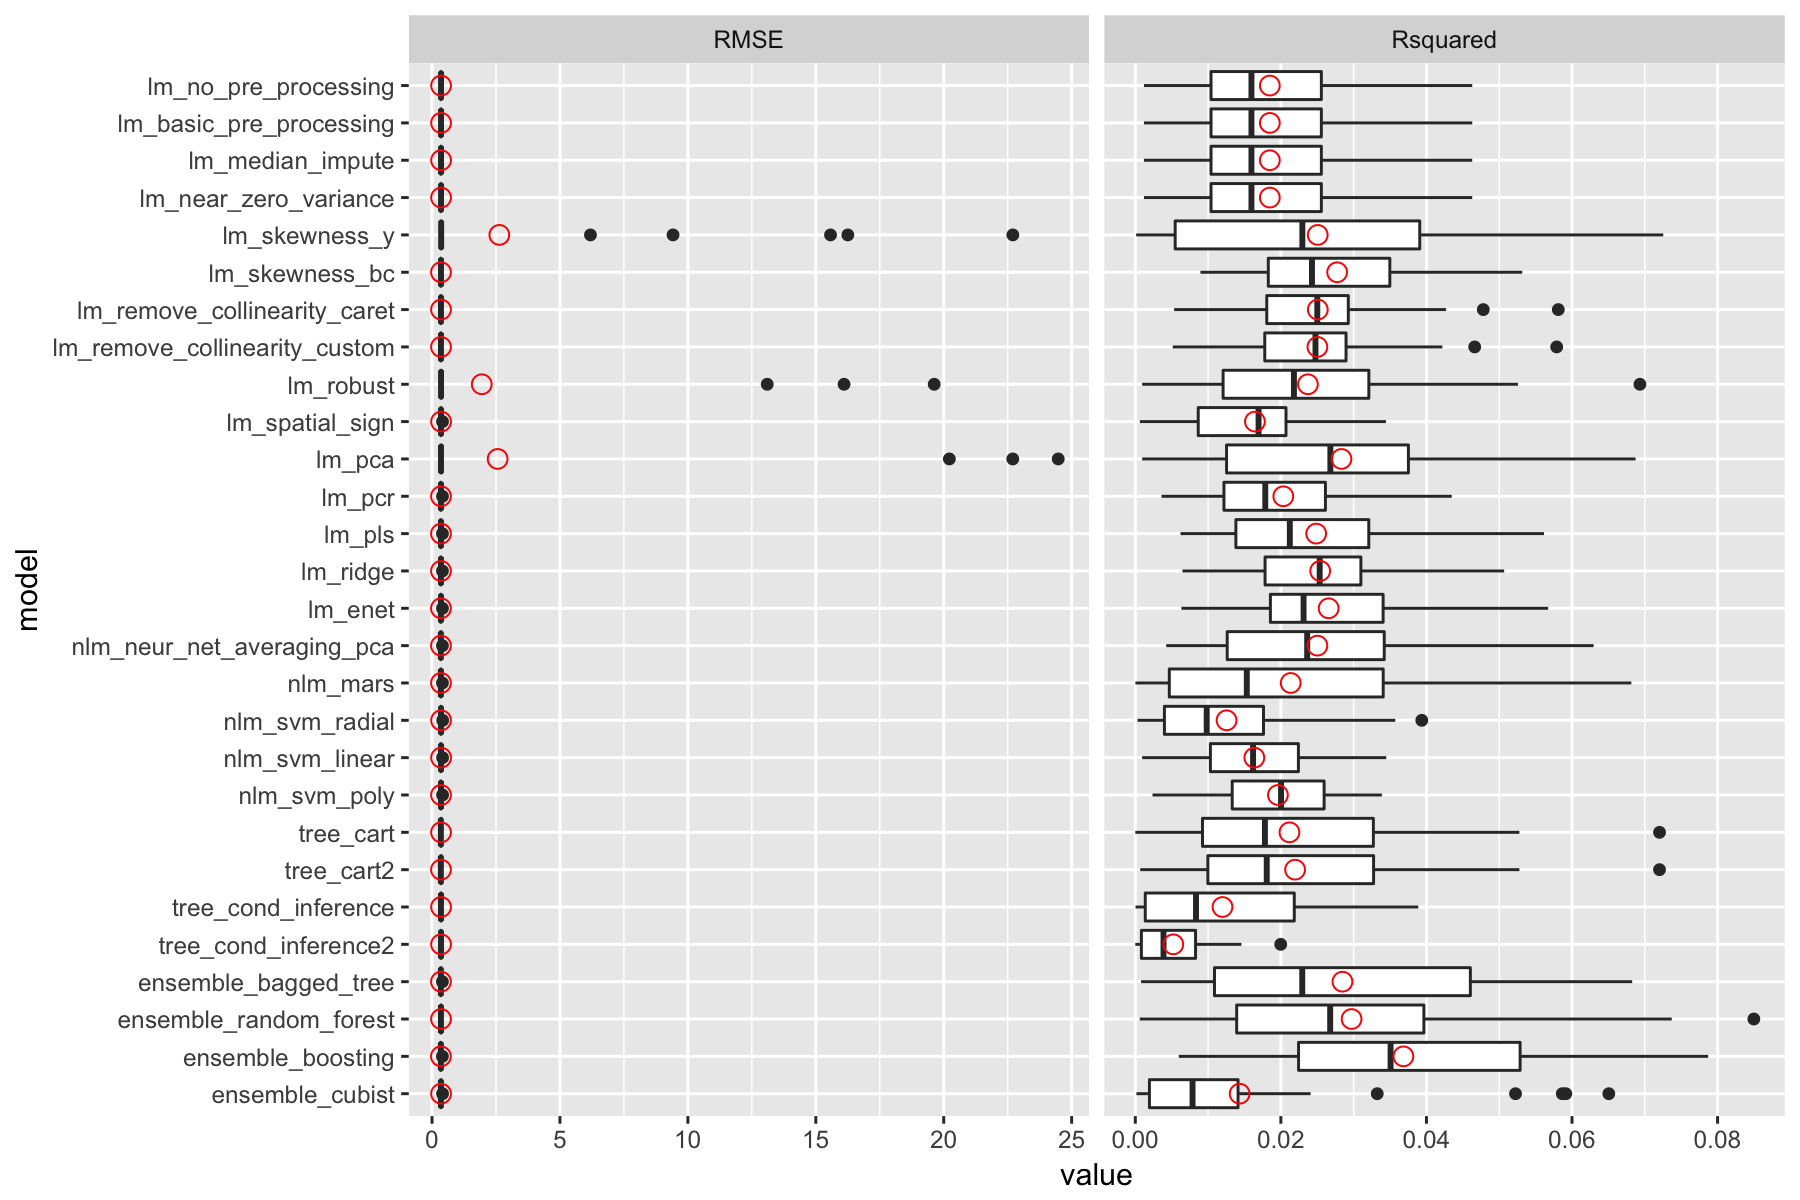 RMSE
Rsquared
lm_no_pre_processing
lm_basic_pre_processing
lm_median_impute
lm_near_zero_variance
lm_skewness_y
lm_skewness_bc
lm_remove_collinearity_caret
lm_remove_collinearity_custom
lm_robust
lm_spatial_sign
lm_pca
lm_pcr
lm_pls
lm_ridge
lm_enet
nlm_neur_net_averaging_pca
nlm_mars
nlm_svm_radial
nlm_svm_linear
nlm_svm_poly
tree_cart
tree_cart2
tree_cond_inference
tree_cond_inference2
ensemble_bagged_tree
ensemble_random_forest
ensemble_boosting
ensemble_cubist
model
0 5 10 15 20 25
0.00 0.02 0.04 0.06 0.08
value